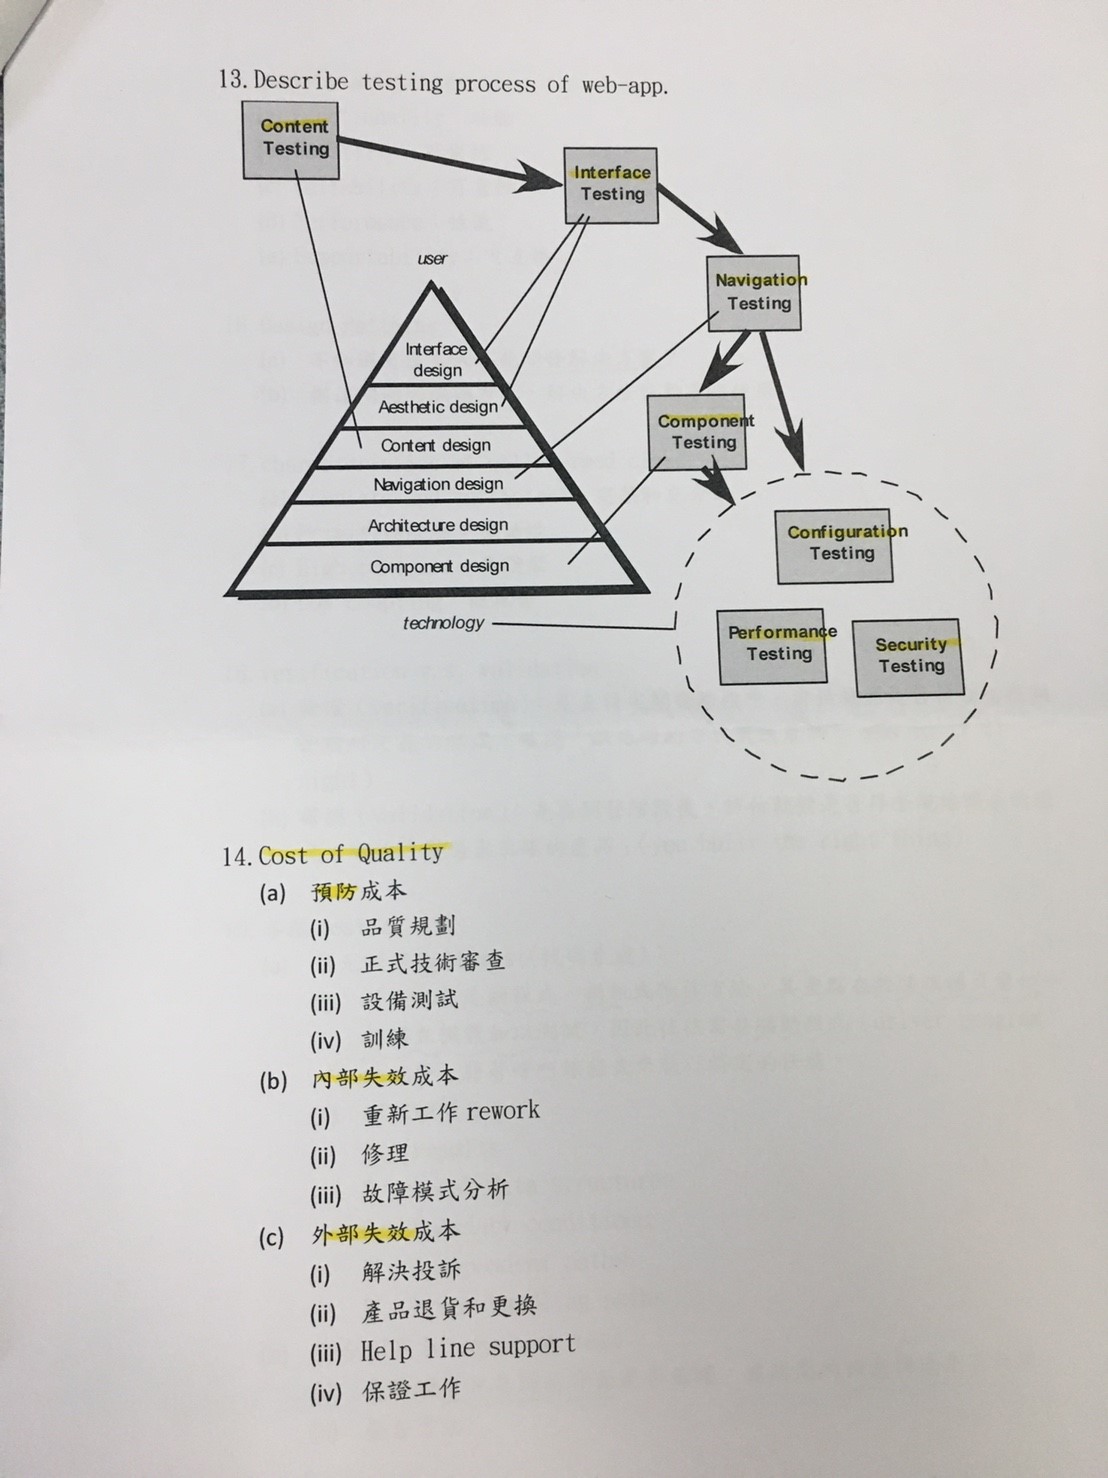 13.Describe testing process of web-app.
Content
Testing
Interface
Testing
user
Navigation
Testing
Interface
design
Aesthetic design
Component
Testing
Content design
Navigation design
Architecture design
Configuration
Testing
Component design
technology
Performance
Testing
Security
Testing
14.Cost of Quality
(a) 預防成本
(i) 品質規劃
(ii) 正式技術審查
(iii) 設備測試
(iv) 訓練
(b) 內部失效成本
(i) 重新工作 rework
(ii) 修理
(iii) 故障模式分析
(c) 外部失效成本
(i) 解決投訴
(ii) 產品退貨和更換
(iii) Help line support
(iv) 保證工作